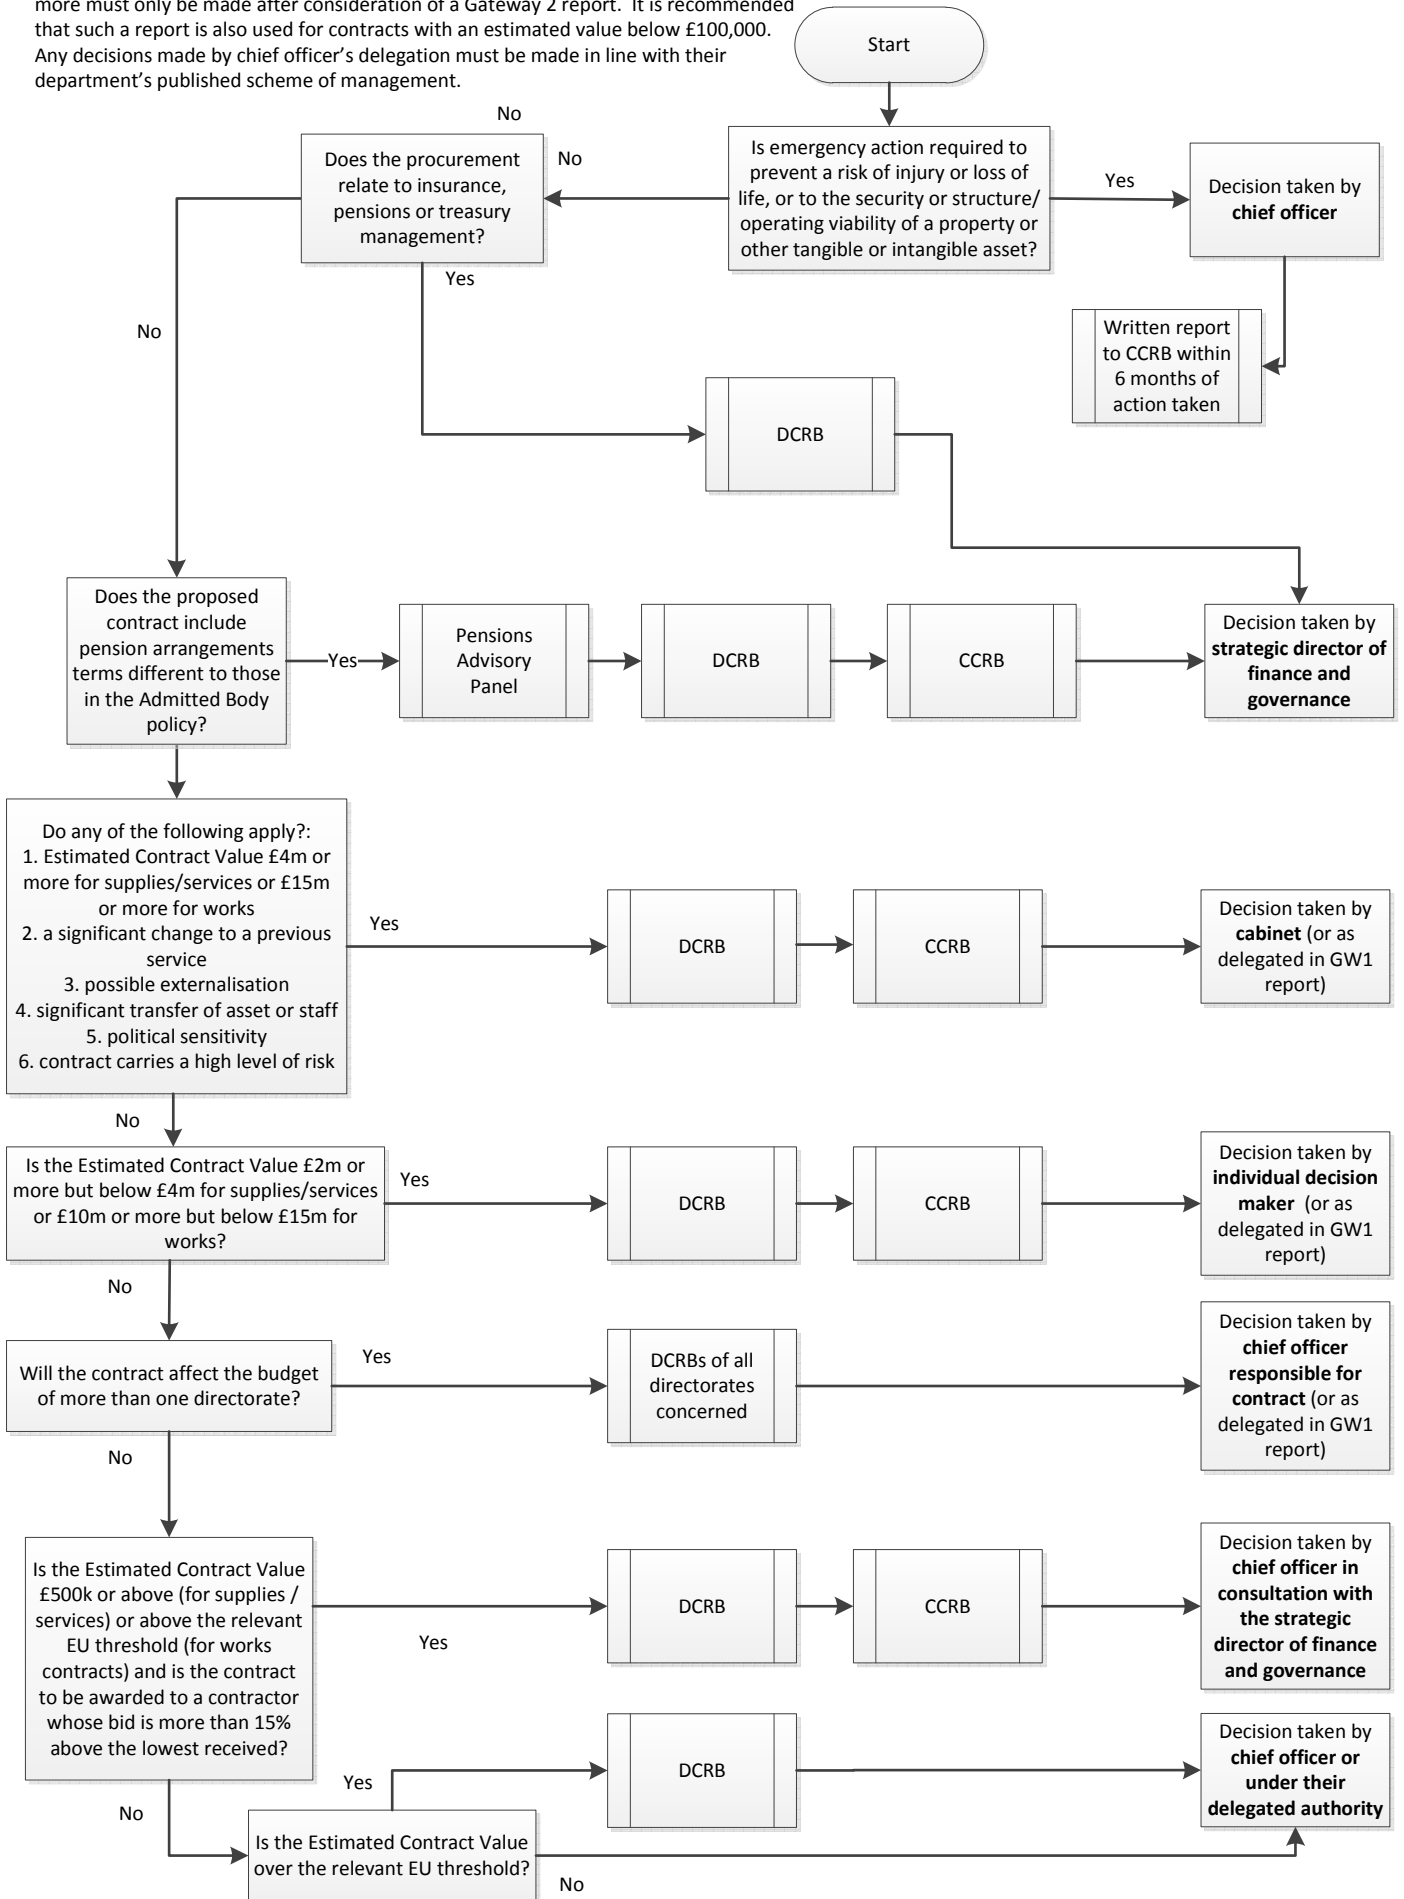 more must only be made after consideration of a Gateway 2 report.  It is recommended
that such a report is also used for contracts with an estimated value below £100,000.
Any decisions made by chief officer’s delegation must be made in line with their
department’s published scheme of management.
Start
No
Does the procurement
relate to insurance,
pensions or treasury
management?
No
Is emergency action required to
prevent a risk of injury or loss of
life, or to the security or structure/
operating viability of a property or
other tangible or intangible asset?
Yes
Decision taken by
chief officer
Yes
No
Written report
to CCRB within
6 months of
action taken
DCRB
Does the proposed
contract include
pension arrangements
terms different to those
in the Admitted Body
policy?
Yes
Pensions
Advisory
Panel
DCRB
CCRB
Decision taken by
strategic director of
finance and
governance
Do any of the following apply?:
1. Estimated Contract Value £4m or
more for supplies/services or £15m
or more for works
2. a significant change to a previous
service
3. possible externalisation
4. significant transfer of asset or staff
5. political sensitivity
6. contract carries a high level of risk
Yes
DCRB
CCRB
Decision taken by
cabinet (or as
delegated in GW1
report)
No
Is the Estimated Contract Value £2m or
more but below £4m for supplies/services
or £10m or more but below £15m for
works?
Yes
DCRB
CCRB
Decision taken by
individual decision
maker  (or as
delegated in GW1
report)
No
Will the contract affect the budget
of more than one directorate?
Yes
DCRBs of all
directorates
concerned
Decision taken by
chief officer
responsible for
contract (or as
delegated in GW1
report)
No
Is the Estimated Contract Value
£500k or above (for supplies /
services) or above the relevant
EU threshold (for works
contracts) and is the contract
to be awarded to a contractor
whose bid is more than 15%
above the lowest received?
Yes
DCRB
CCRB
Decision taken by
chief officer in
consultation with
the strategic
director of finance
and governance
No
Is the Estimated Contract Value
over the relevant EU threshold?
Yes
DCRB
Decision taken by
chief officer or
under their
delegated authority
No